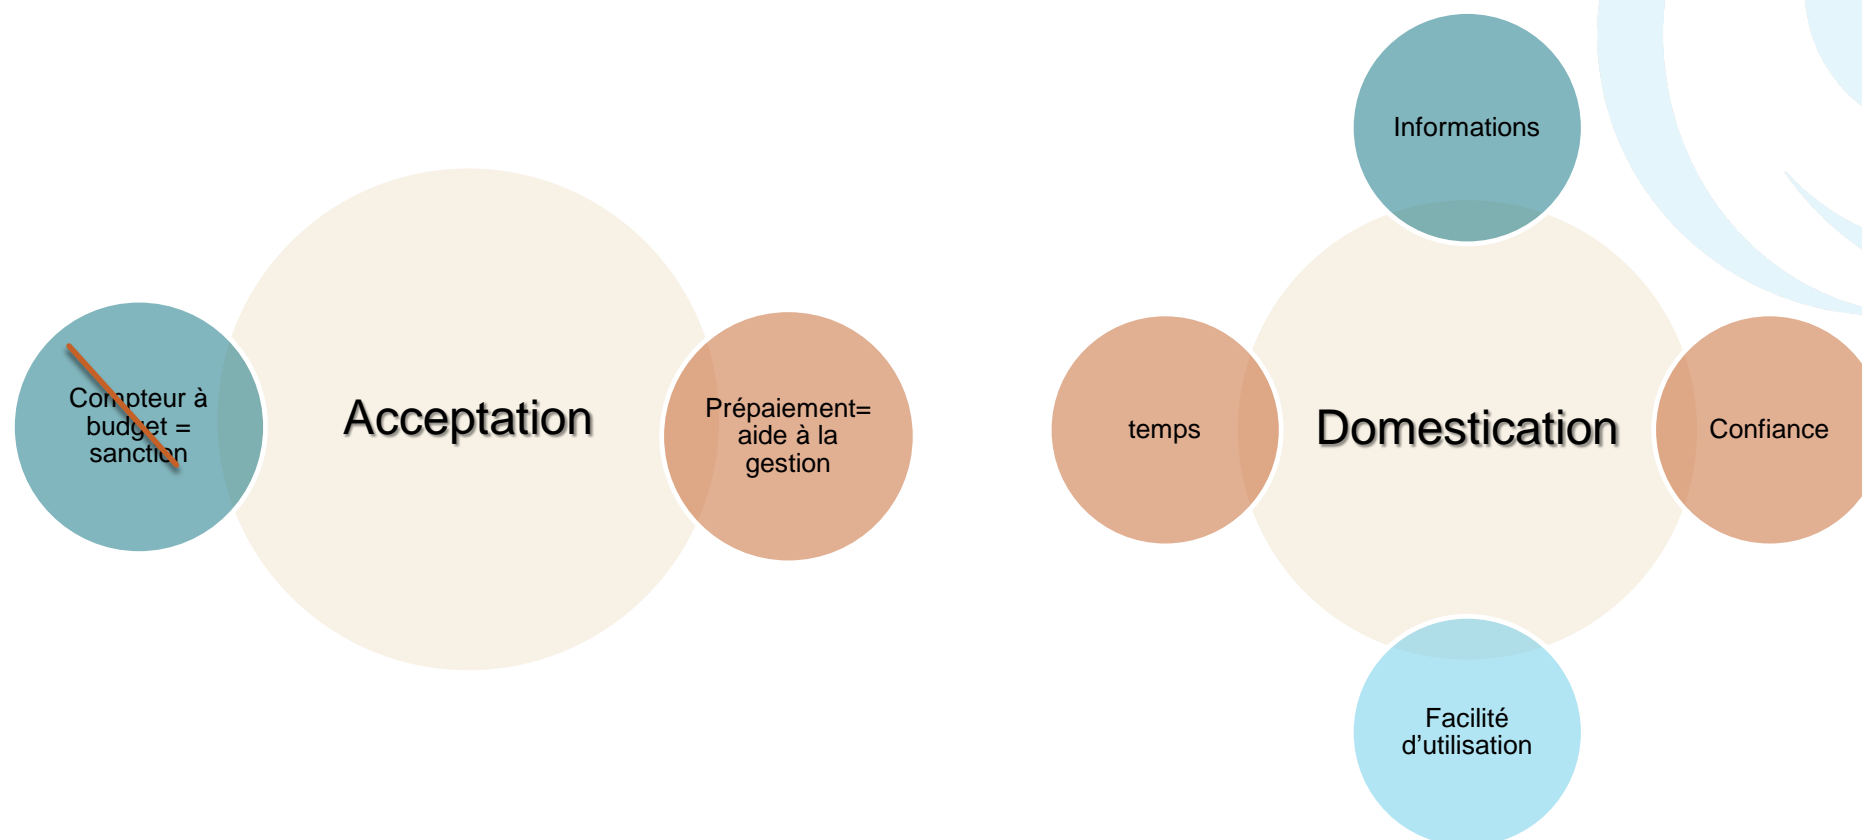 Compteur à
budget =
sanction
Acceptation
Prépaiement=
aide à la
gestion
Informations
temps
Domestication
Confiance
Facilité
d’utilisation